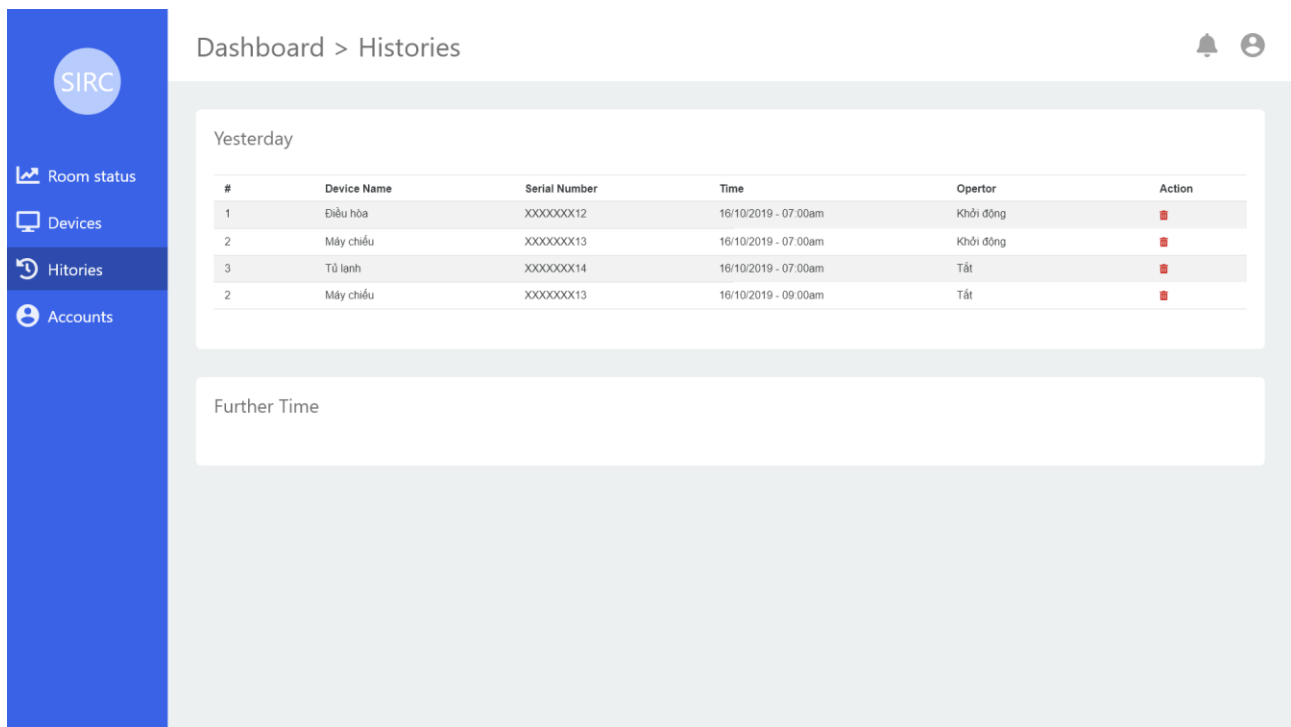 SIRC
Dashboard > Histories
Room status
Devices
Hitories
Accounts
Yesterday
# Device Name Serial Number Time Opertor Action
1 Điều hòa XXXXXXX12 16/10/2019 - 07:00am Khởi động
2 Máy chiếu XXXXXXX13 16/10/2019 - 07:00am Khởi động
3 Tủ lạnh XXXXXXX14 16/10/2019 - 07:00am Tắt
2 Máy chiếu XXXXXXX13 16/10/2019 - 09:00am Tắt
Further Time